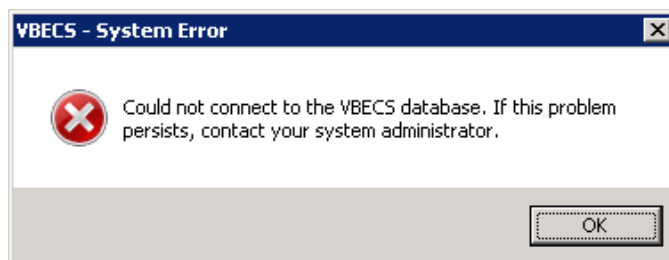 VBECS - System Error
Could not connect to the VBECS database. If this problem
persists, contact your system administrator.
OK